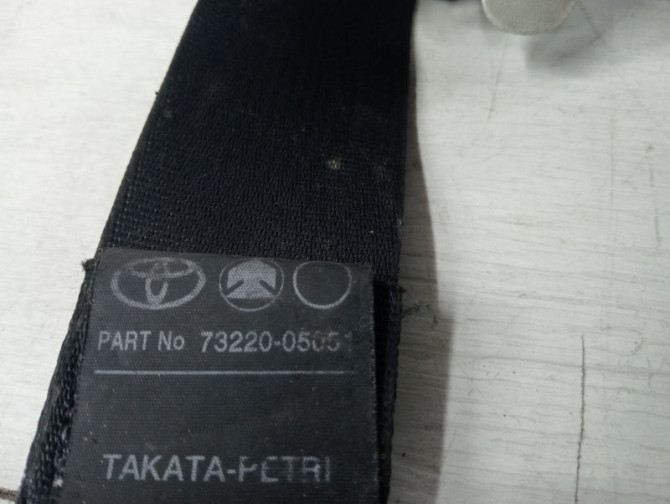 PART No 73220-05051
TAKATA-PETRI